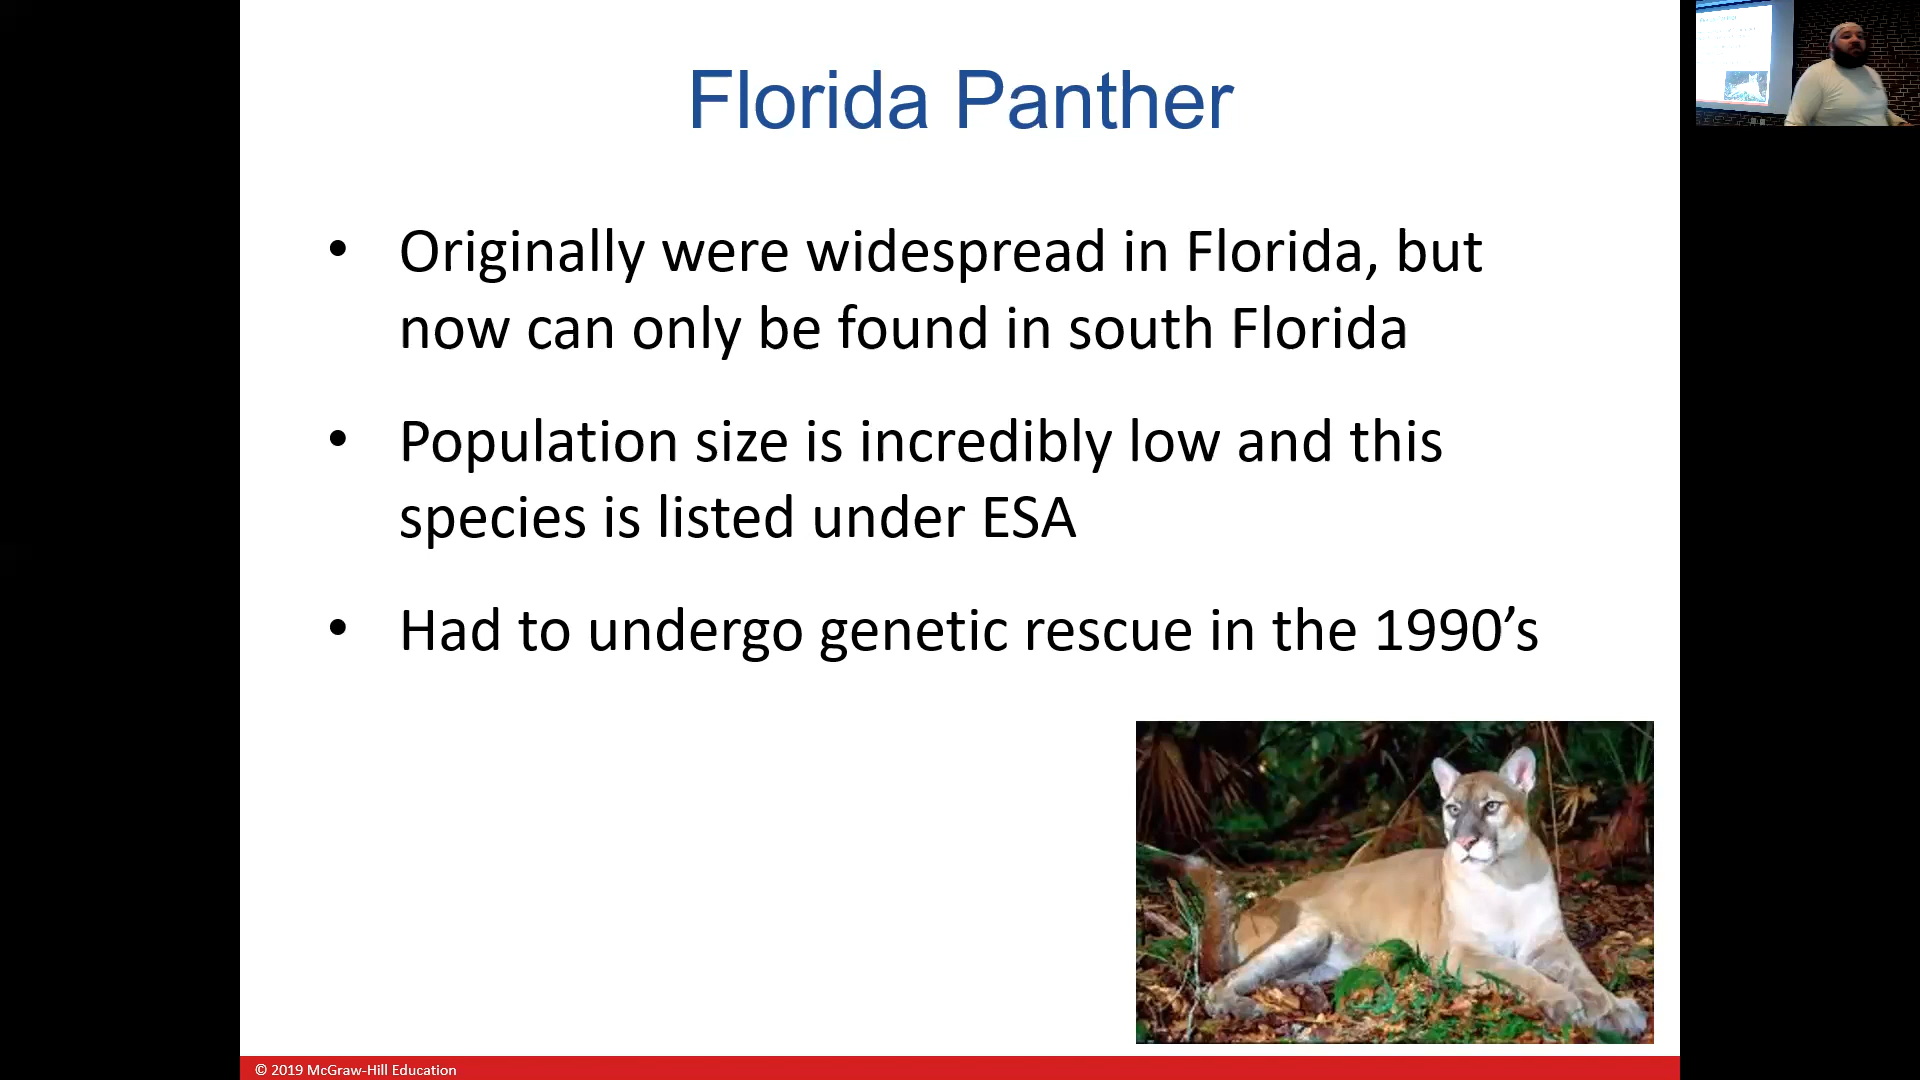 Florida Panther
• Originally were widespread in Florida, but
now can only be found in south Florida
• Population size is incredibly low and this
species is listed under ESA
• Had to undergo genetic rescue in the 1990’s
© 2019 McGraw-Hill Education